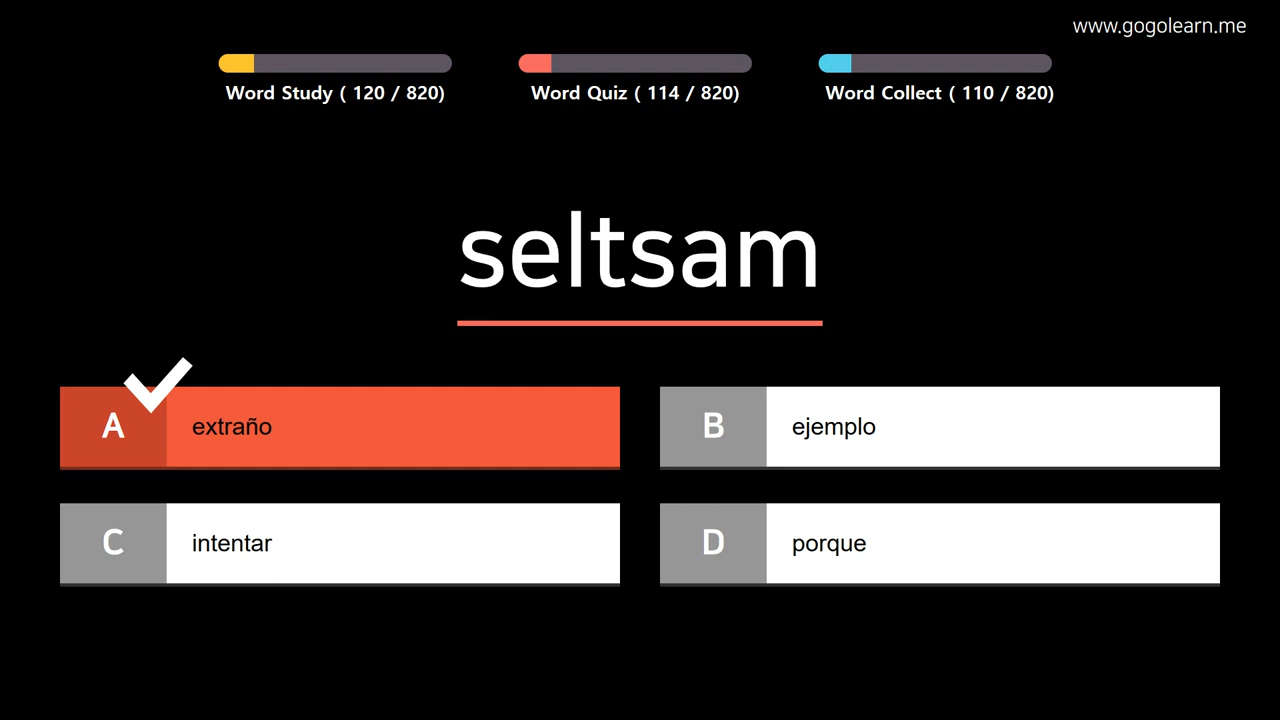 www.gogolearn.me
Word Study ( 120 / 820)
Word Quiz ( 114 / 820)
Word Collect ( 110 / 820)
seltsam
A extraño
B ejemplo
C intentar
D porque